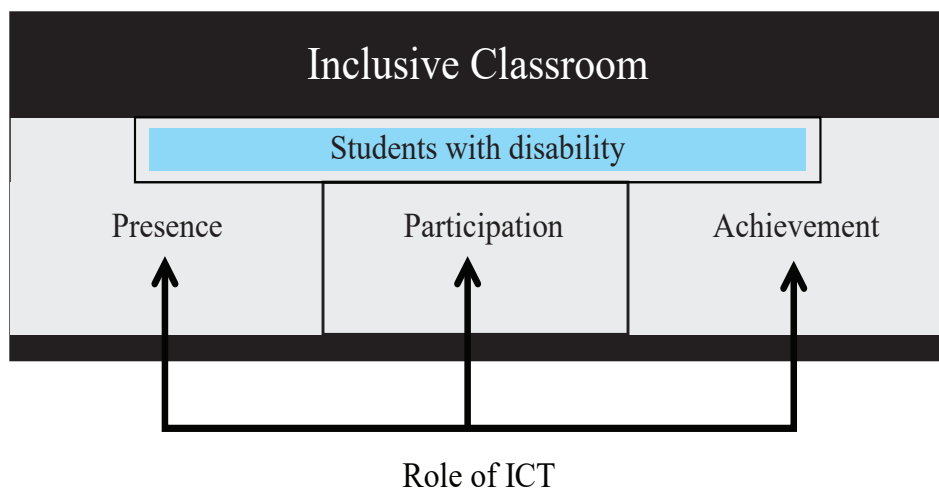 Inclusive Classroom
Students with disability
Presence Participation Achievement
Role of ICT